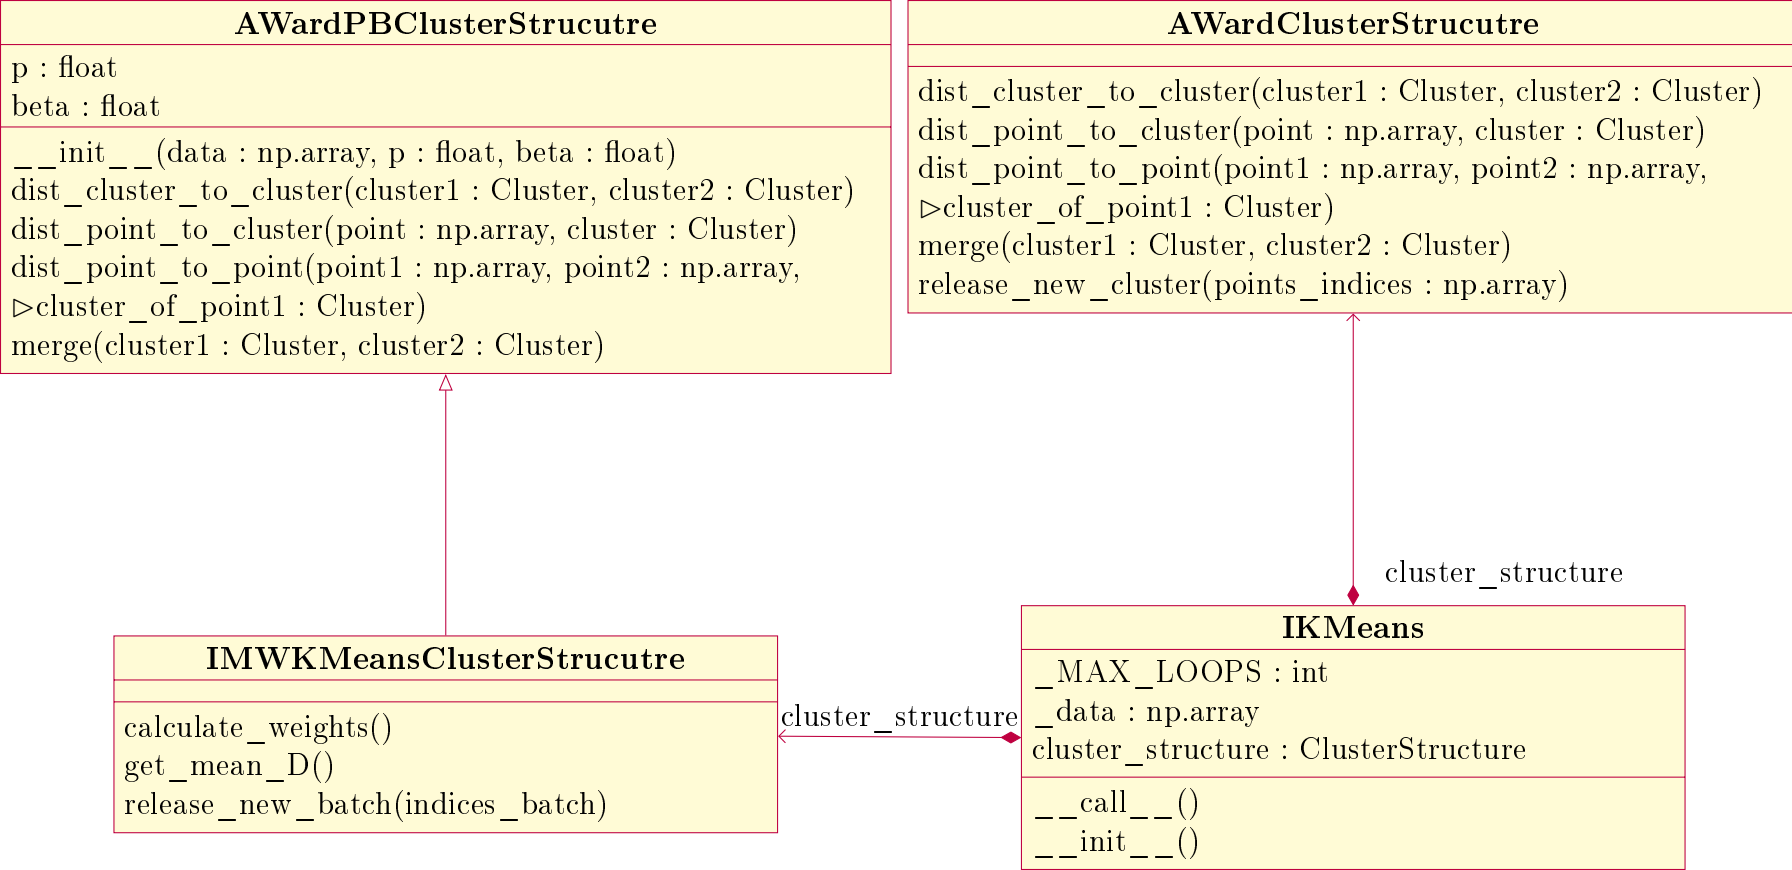 AWardPBClusterStrucutre
p : float
beta : float
__init__(data : np.array, p : float, beta : float)
dist_cluster_to_cluster(cluster1 : Cluster, cluster2 : Cluster)
dist_point_to_cluster(point : np.array, cluster : Cluster)
dist_point_to_point(point1 : np.array, point2 : np.array,
▷cluster_of_point1 : Cluster)
merge(cluster1 : Cluster, cluster2 : Cluster)
AWardClusterStrucutre
dist_cluster_to_cluster(cluster1 : Cluster, cluster2 : Cluster)
dist_point_to_cluster(point : np.array, cluster : Cluster)
dist_point_to_point(point1 : np.array, point2 : np.array,
▷cluster_of_point1 : Cluster)
merge(cluster1 : Cluster, cluster2 : Cluster)
release_new_cluster(points_indices : np.array)
cluster_structure
IMWKMeansClusterStrucutre
calculate_weights()
get_mean_D()
release_new_batch(indices_batch)
cluster_structure
IKMeans
_MAX_LOOPS : int
_data : np.array
cluster_structure : ClusterStructure
__call__()
__init__()